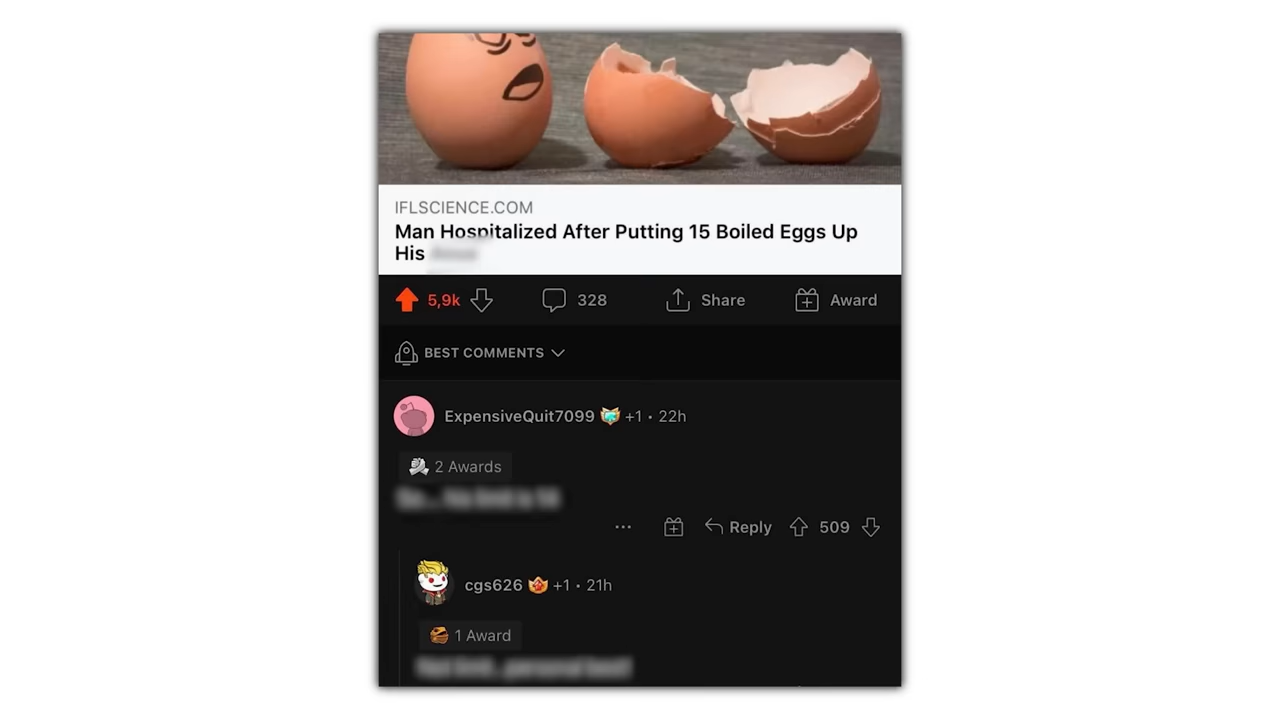 IFLSCIENCE.COM
Man Hospitalized After Putting 15 Boiled Eggs Up
His
5,9k 328 Share Award
BEST COMMENTS
ExpensiveQuit7099 +1 • 22h
2 Awards
Reply 509
cgs626 +1 • 21h
1 Award